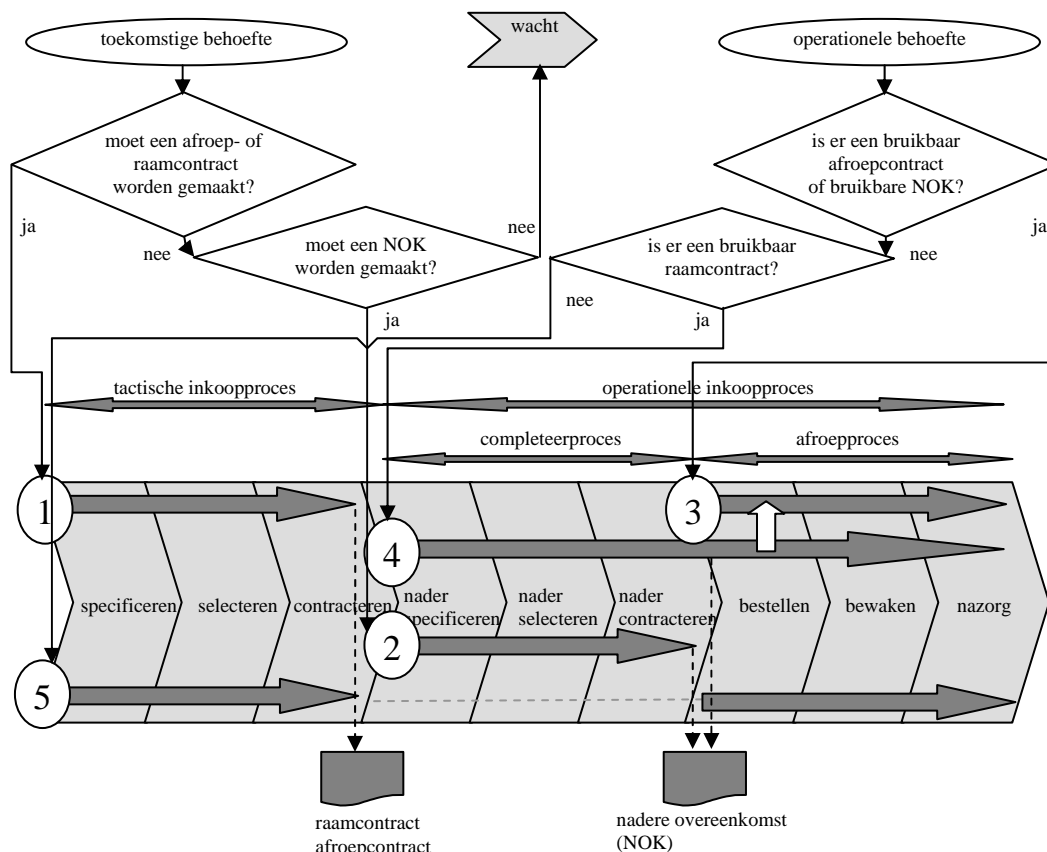 toekomstige behoefte
wacht
operationele behoefte
moet een afroep- of
raamcontract
worden gemaakt?
is er een bruikbaar
afroepcontract
of bruikbare NOK?
ja
nee
moet een NOK
worden gemaakt?
nee
is er een bruikbaar
raamcontract?
nee
ja
nee
ja
ja
tactische inkoopproces
operationele inkoopproces
completeerproces
afroepproces
1
3
4
specificeren
selecteren
contracteren
nader
specificeren
nader
selecteren
nader
contracteren
bestellen
bewaken
nazorg
2
5
raamcontract
afroepcontract
nadere overeenkomst
(NOK)